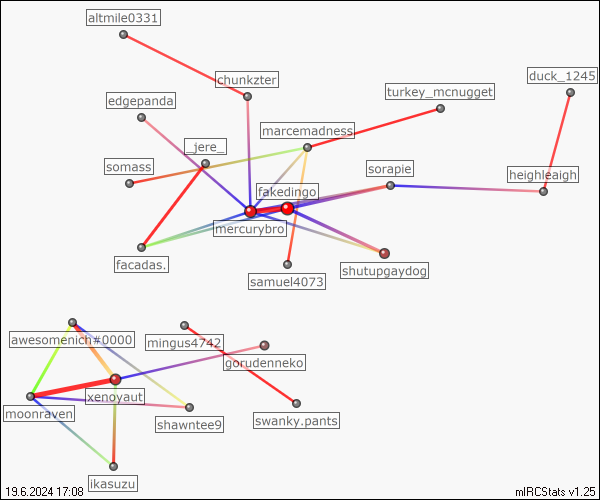 altmile0331
chunkzter
duck_1245
turkey_mcnugget
edgepanda
marcemadness
_jere_
somass
sorapie
heighleaigh
fakedingo
mercurybro
facadas.
shutupgaydog
samuel4073
awesomenich#0000
mingus4742
gorudenneko
xenoyaut
moonraven
shawntee9
swanky.pants
ikasuzu
19.6.2024 17:08
mIRCStats v1.25